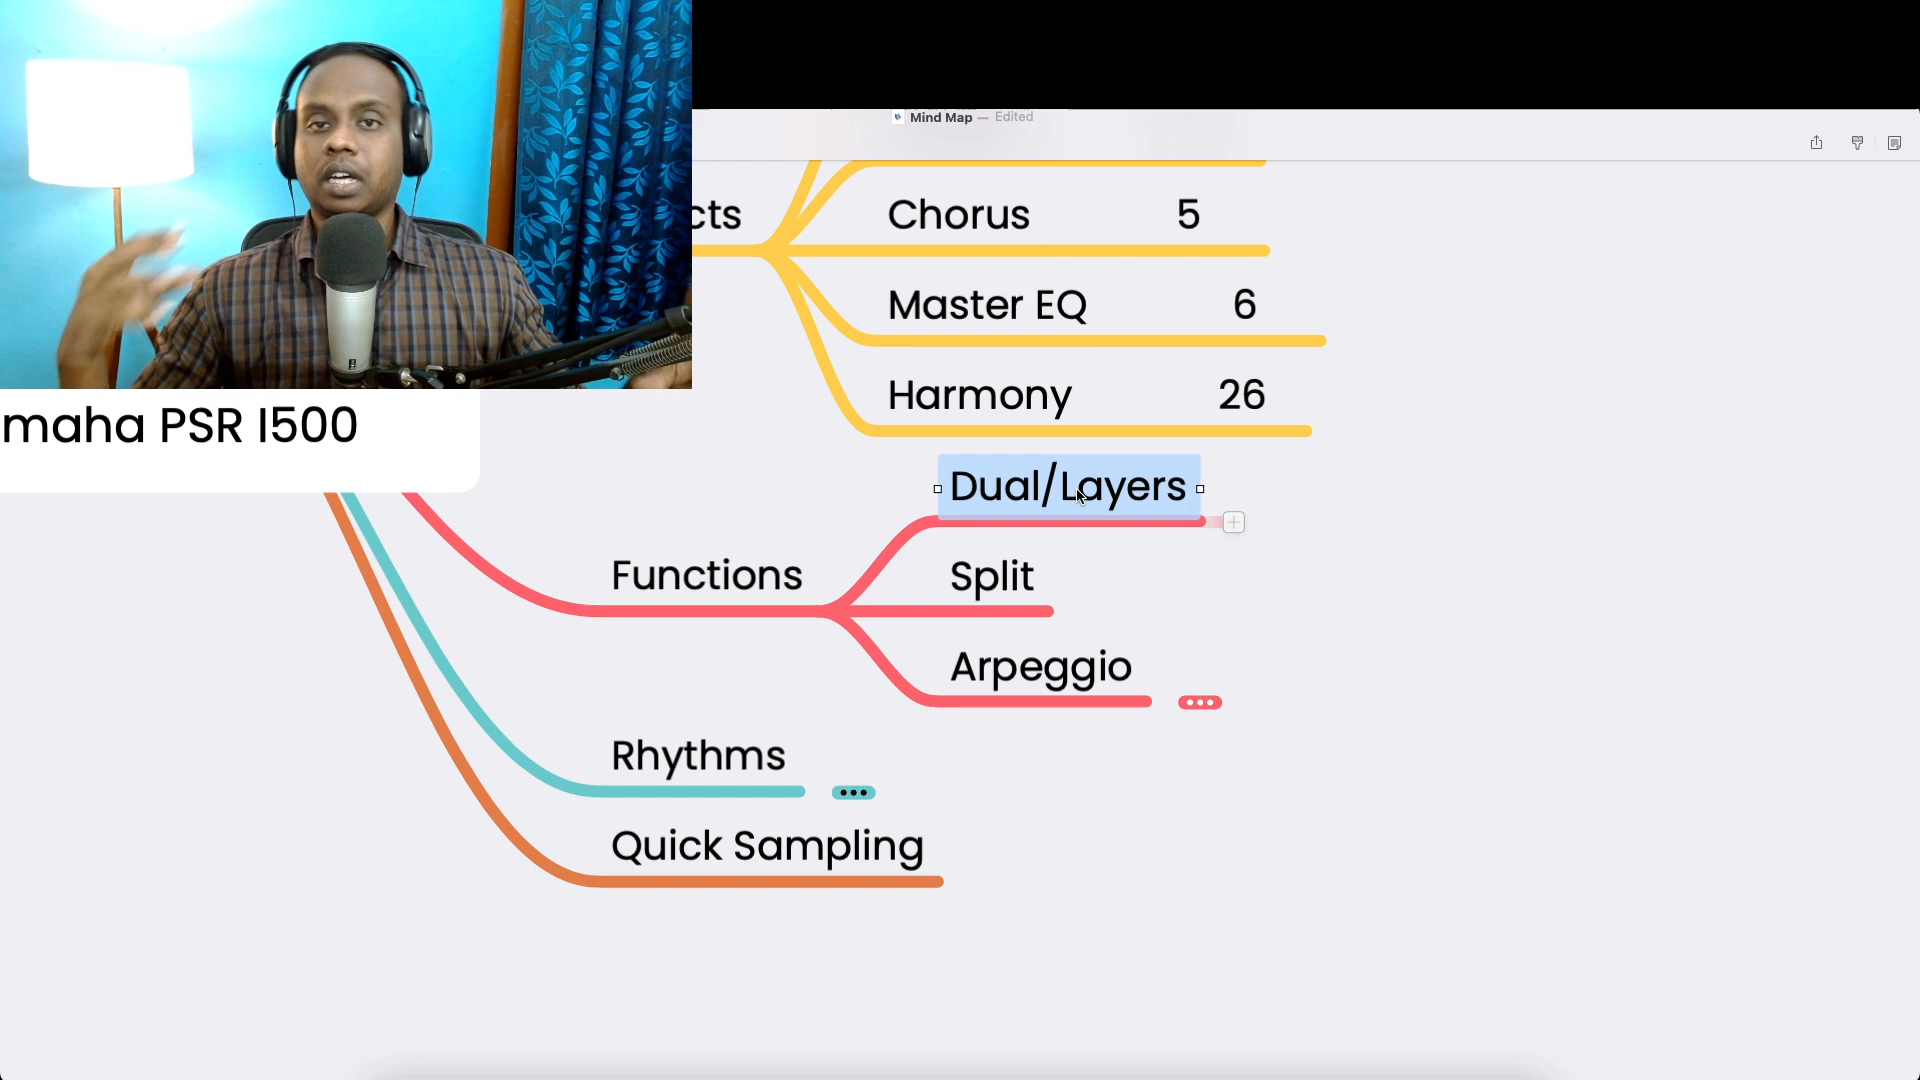 Mind Map — Edited
cts
Chorus 5
Master EQ 6
Harmony 26
maha PSR I500
Dual/Layers
Functions
Split
Arpeggio
Rhythms
Quick Sampling